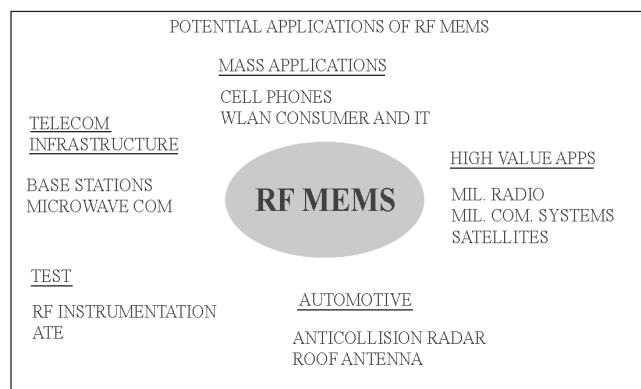 POTENTIAL APPLICATIONS OF RF MEMS
MASS APPLICATIONS
CELL PHONES
WLAN CONSUMER AND IT
TELECOM
INFRASTRUCTURE
BASE STATIONS
MICROWAVE COM
RF MEMS
HIGH VALUE APPS
MIL. RADIO
MIL. COM. SYSTEMS
SATELLITES
TEST
RF INSTRUMENTATION
ATE
AUTOMOTIVE
ANTICOLLISION RADAR
ROOF ANTENNA